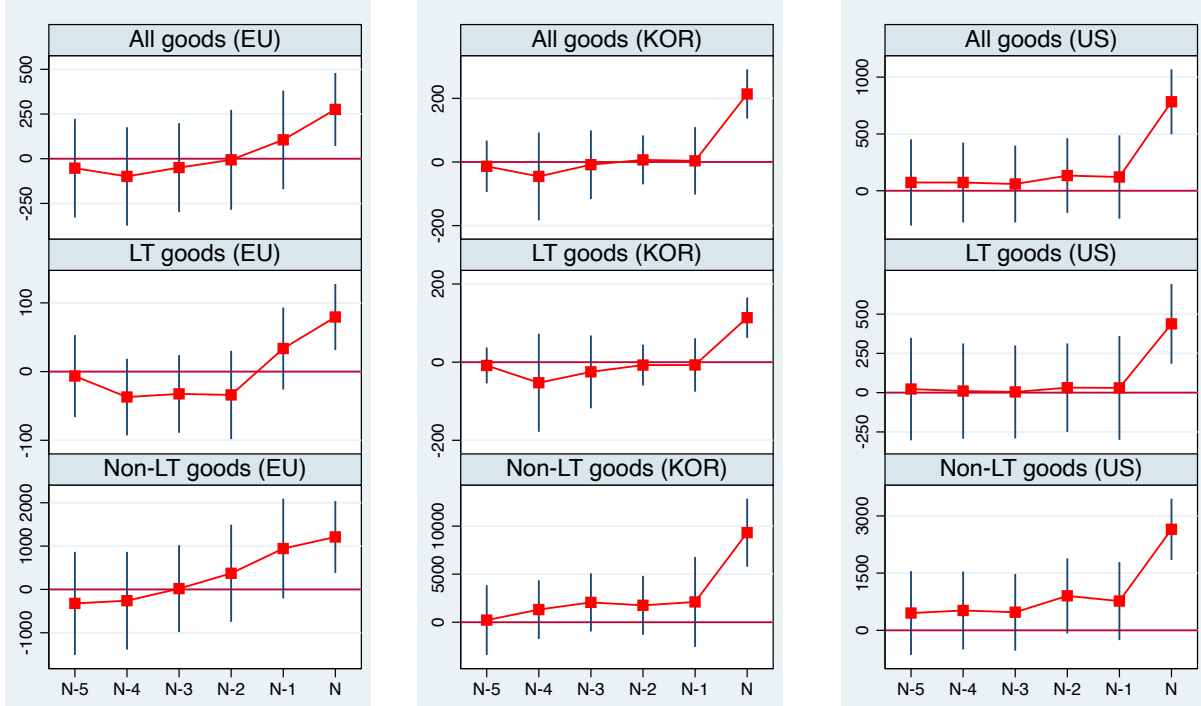 All goods (EU)
500
250
0
-250
LT goods (EU)
100
0
-100
Non-LT goods (EU)
2000
1000
0
-1000
N-5 N-4 N-3 N-2 N-1 N
All goods (KOR)
200
0
-200
LT goods (KOR)
200
0
-200
Non-LT goods (KOR)
10000
5000
0
N-5 N-4 N-3 N-2 N-1 N
All goods (US)
1000
500
0
LT goods (US)
500
250
0
-250
Non-LT goods (US)
3000
1500
0
N-5 N-4 N-3 N-2 N-1 N